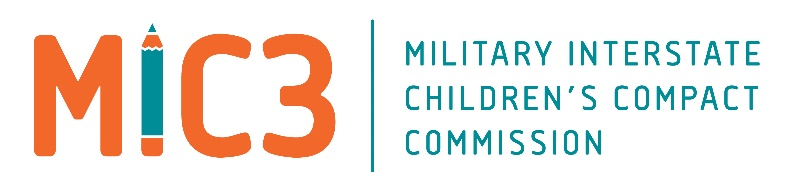 MIC3
MILITARY INTERSTATE
CHILDREN'S COMPACT
COMMISSION